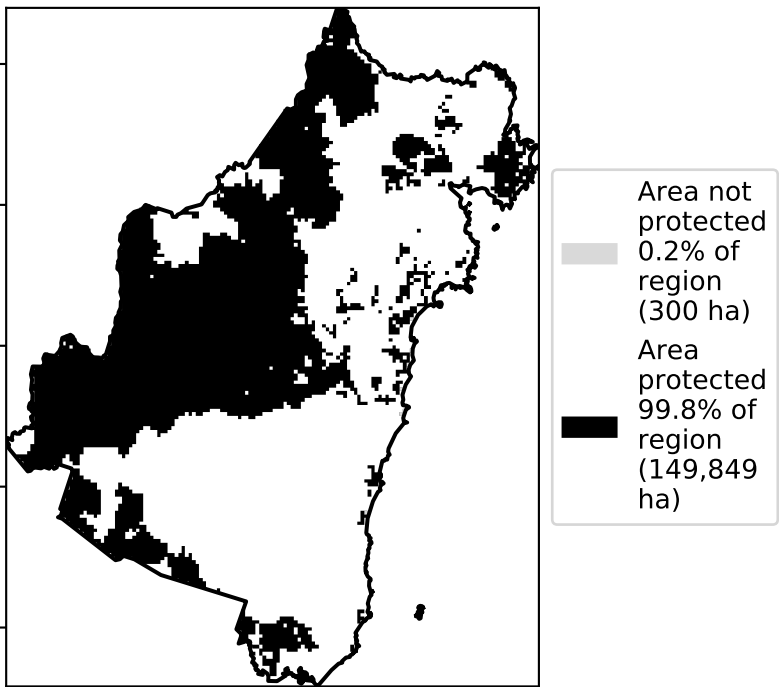 Area not
protected
0.2% of
region
(300 ha)
Area
protected
99.8% of
region
(149,849
ha)